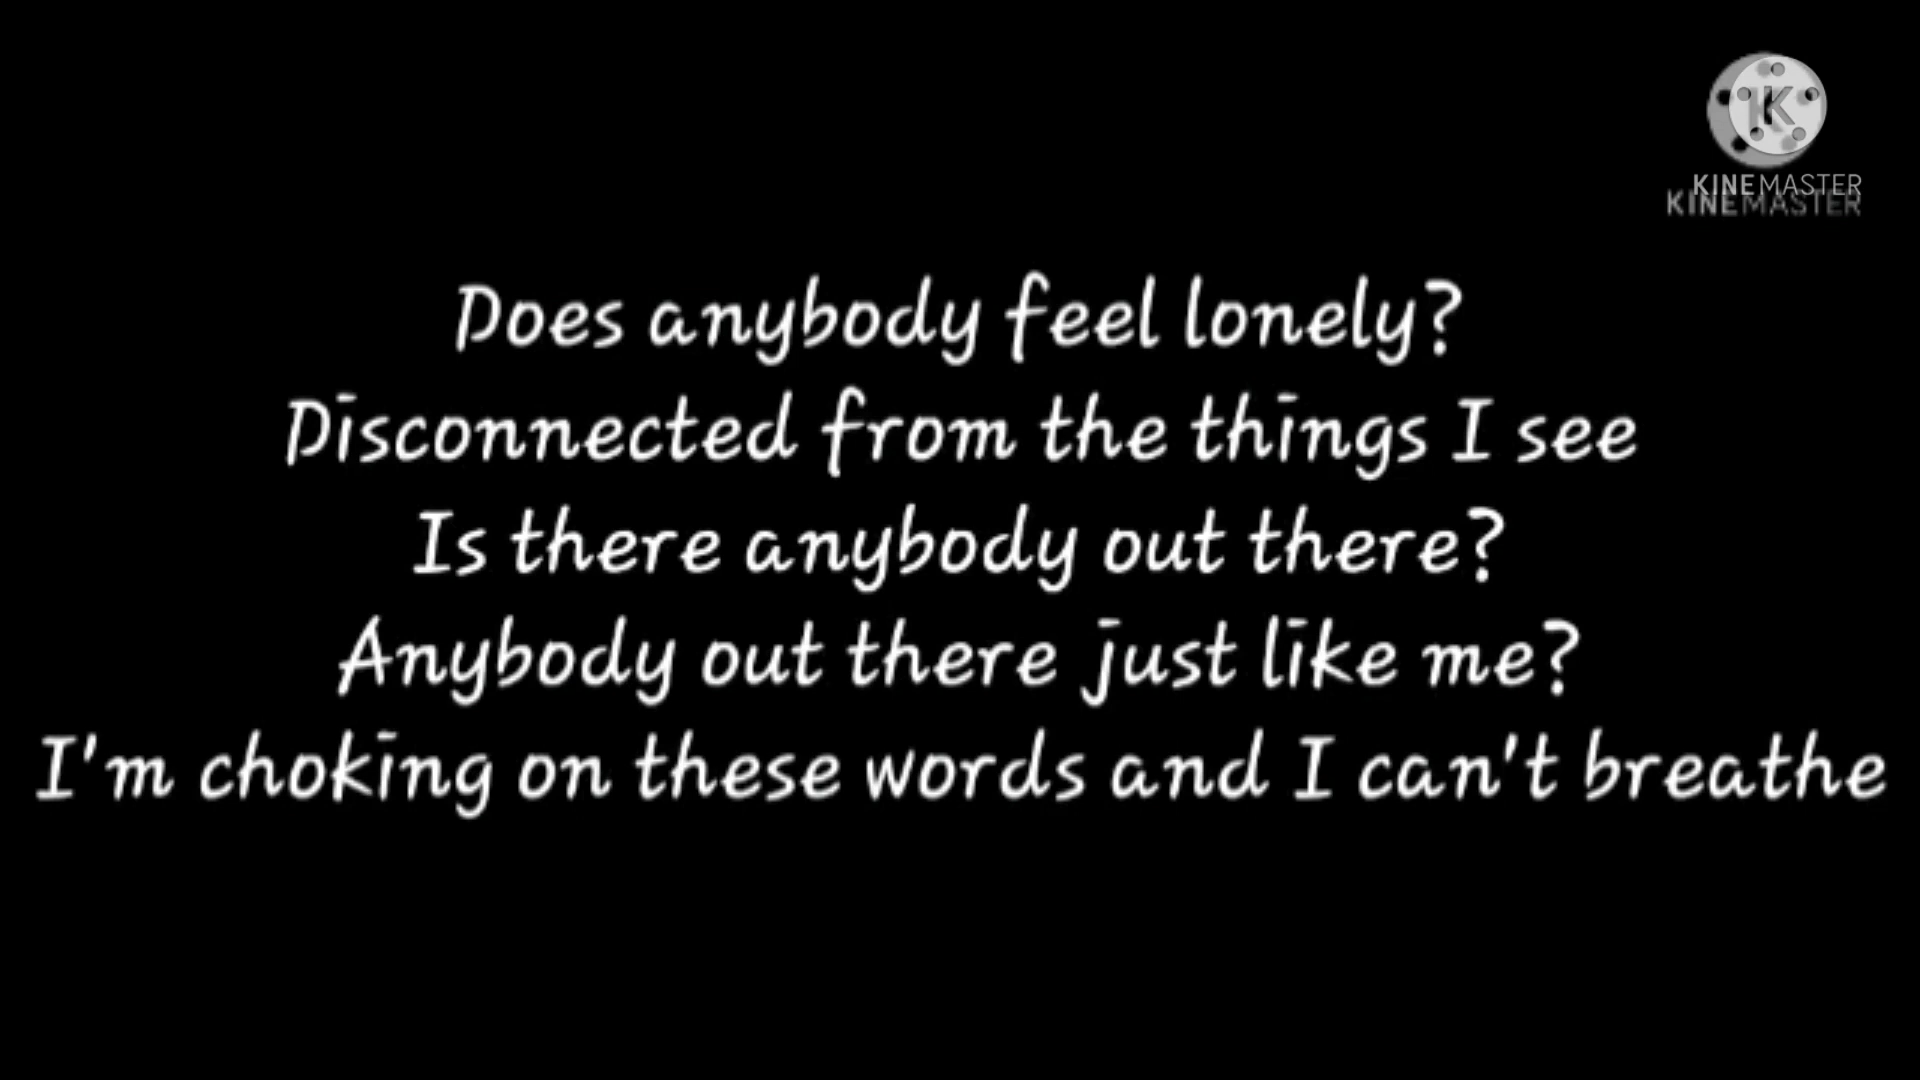 KINEMASTER
KINEMASTER
Does anybody feel lonely?
Disconnected from the things I see
Is there anybody out there?
Anybody out there just like me?
I'm choking on these words and I can't breathe